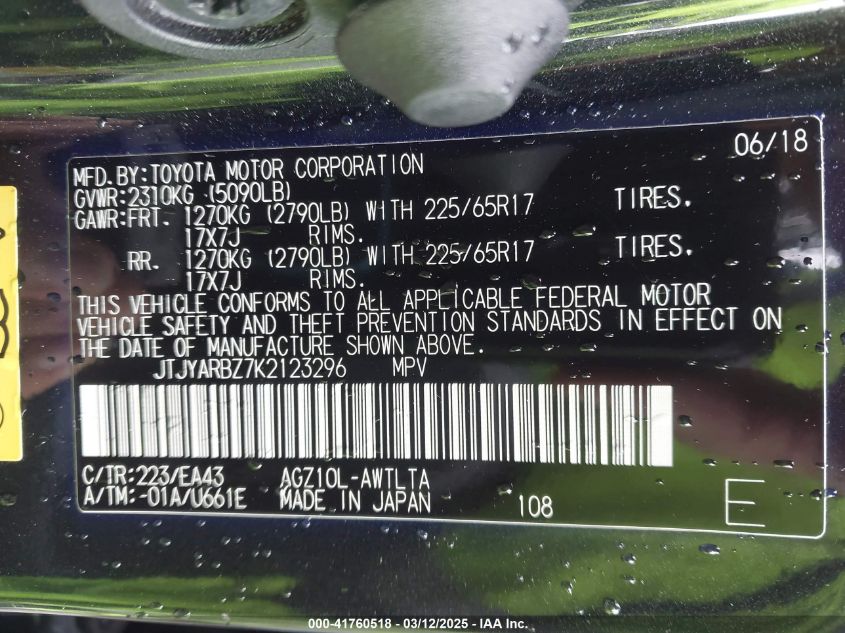 06/18
MFD. BY: TOYOTA MOTOR CORPORATION
GVWR: 2310KG (5090LB)
GAWR: FRT. 1270KG (2790LB) WITH 225/65R17 TIRES.
17X7J RIMS.
RR. 1270KG (2790LB) WITH 225/65R17 TIRES.
17X7J RIMS.
THIS VEHICLE CONFORMS TO ALL APPLICABLE FEDERAL MOTOR
VEHICLE SAFETY AND THEFT PREVENTION STANDARDS IN EFFECT ON
THE DATE OF MANUFACTURE SHOWN ABOVE.
JTJYARBZ7K2123296 MPV
C/TR: 223/EA43 AGZ10L-AWTLTA
A/TM: -01A/U661E MADE IN JAPAN 108 E
000-41760518 - 03/12/2025 - IAA Inc.